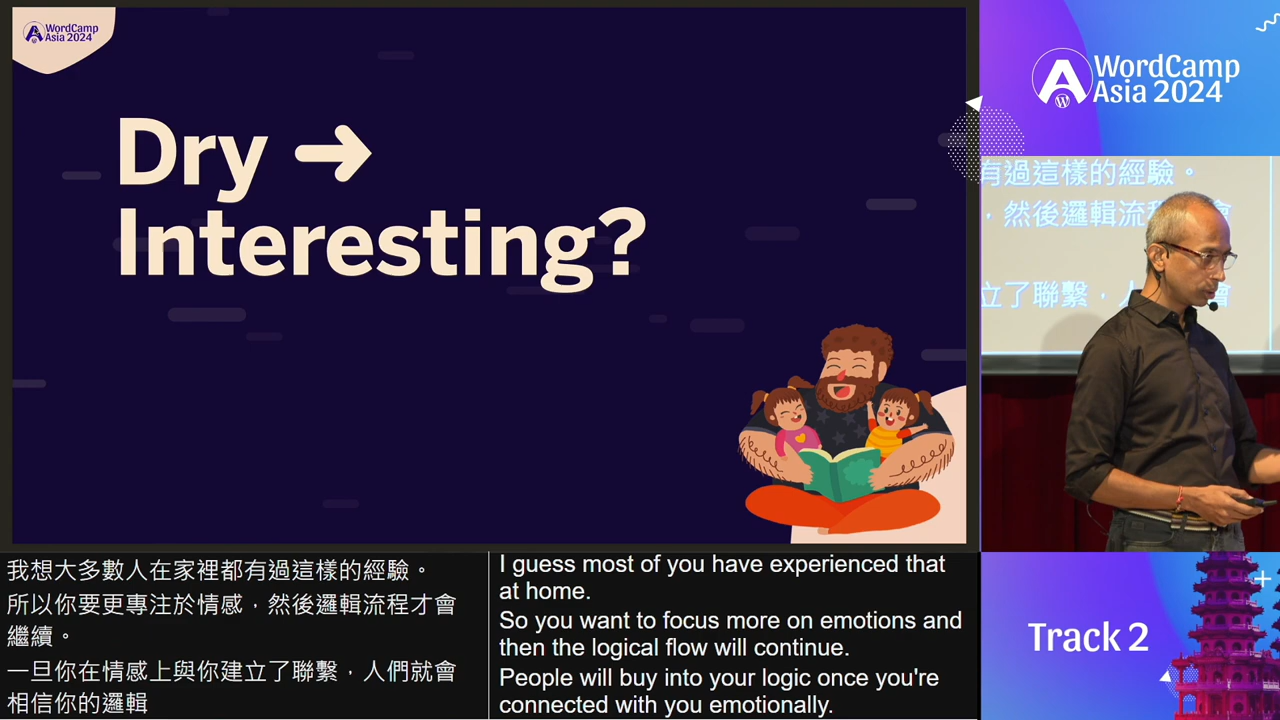 WordCamp
Asia 2024
Dry →
Interesting?
WordCamp
Asia 2024
有過這樣的經驗。
，然後邏輯流
會
立了聯繫，人
會
我想大多數人在家裡都有過這樣的經驗。
所以你要更專注於情感，然後邏輯流程才會
繼續。
一旦你在情感上與你建立了聯繫，人們就會
相信你的邏輯
I guess most of you have experienced that
at home.
So you want to focus more on emotions and
then the logical flow will continue.
People will buy into your logic once you're
connected with you emotionally.
Track 2